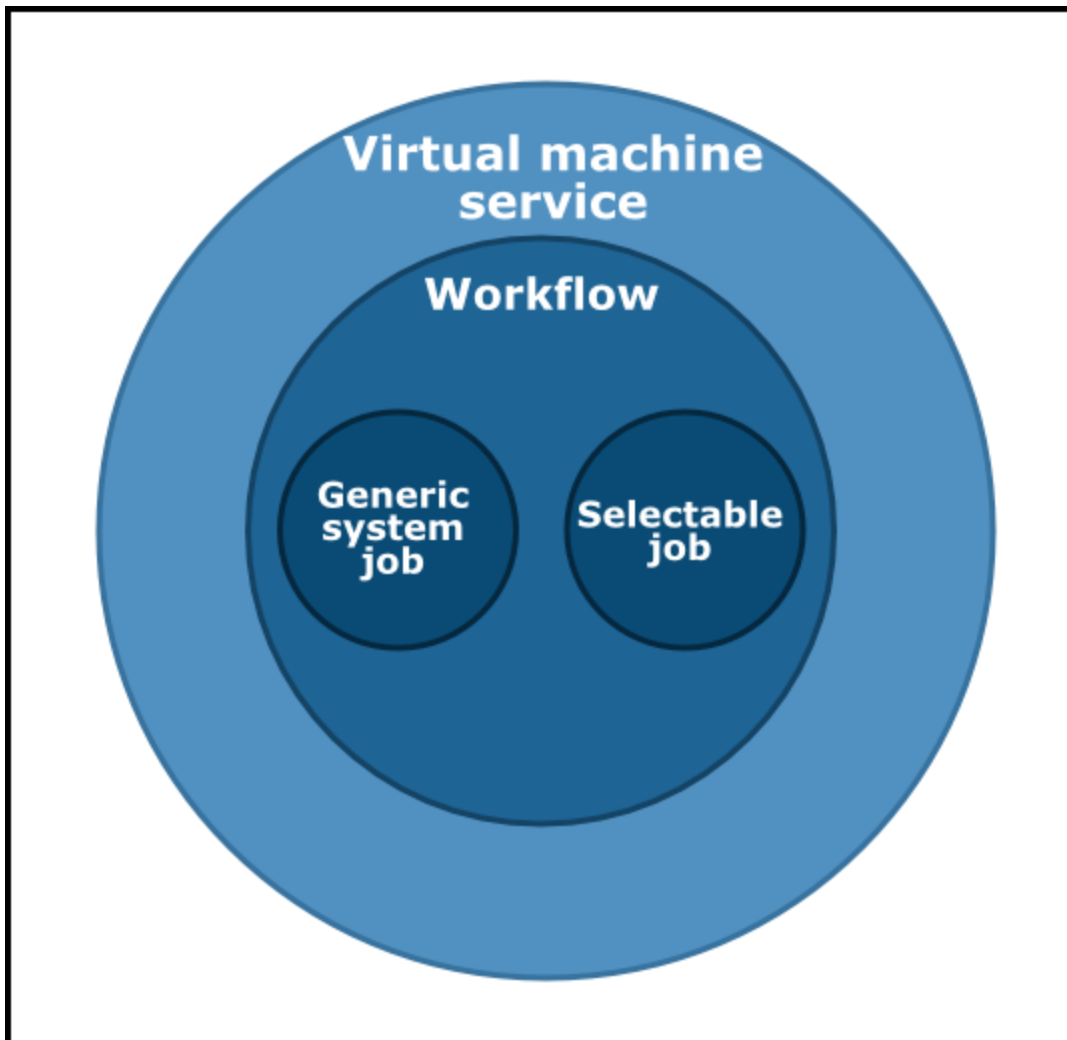 Virtual machine
service
Workflow
Generic
system
job
Selectable
job